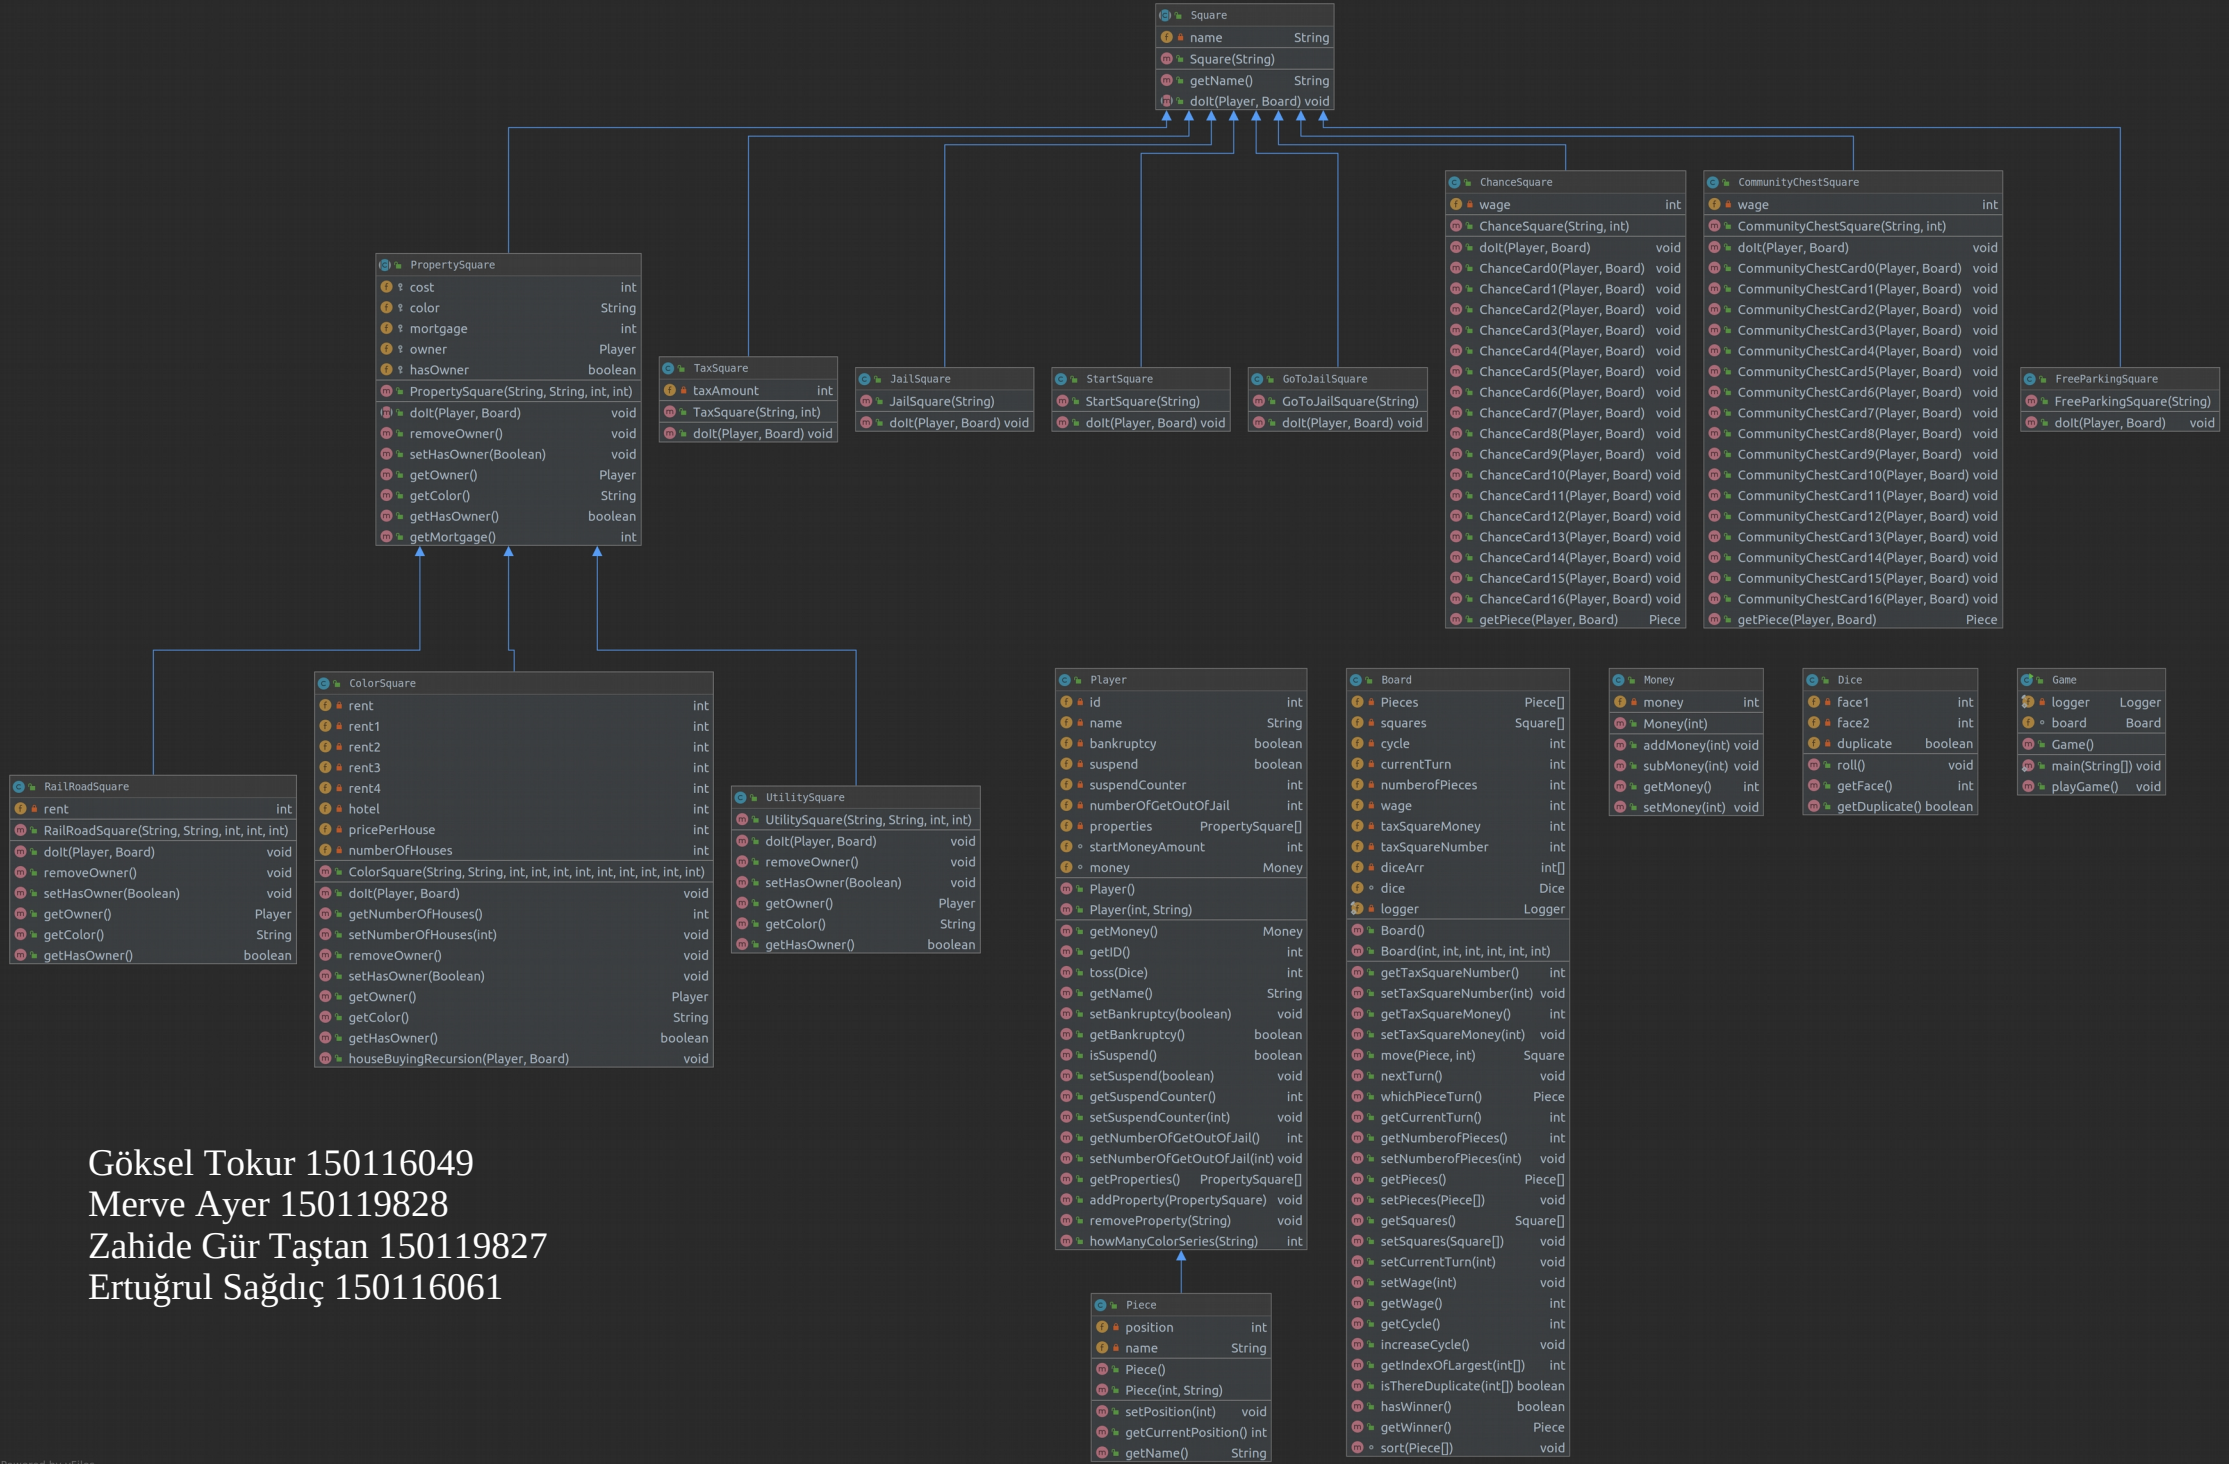 Square
name String
Square(String)
getName() String
doIt(Player, Board) void
PropertySquare
cost int
color String
mortgage int
owner Player
hasOwner boolean
PropertySquare(String, String, int, int)
doIt(Player, Board) void
removeOwner() void
setHasOwner(Boolean) void
getOwner() Player
getColor() String
getHasOwner() boolean
getMortgage() int
TaxSquare
taxAmount int
TaxSquare(String, int)
doIt(Player, Board) void
JailSquare
JailSquare(String)
doIt(Player, Board) void
StartSquare
StartSquare(String)
doIt(Player, Board) void
GoToJailSquare
GoToJailSquare(String)
doIt(Player, Board) void
ChanceSquare
wage int
ChanceSquare(String, int)
doIt(Player, Board) void
ChanceCard0(Player, Board) void
ChanceCard1(Player, Board) void
ChanceCard2(Player, Board) void
ChanceCard3(Player, Board) void
ChanceCard4(Player, Board) void
ChanceCard5(Player, Board) void
ChanceCard6(Player, Board) void
ChanceCard7(Player, Board) void
ChanceCard8(Player, Board) void
ChanceCard9(Player, Board) void
ChanceCard10(Player, Board) void
ChanceCard11(Player, Board) void
ChanceCard12(Player, Board) void
ChanceCard13(Player, Board) void
ChanceCard14(Player, Board) void
ChanceCard15(Player, Board) void
ChanceCard16(Player, Board) void
getPiece(Player, Board) Piece
CommunityChestSquare
wage int
CommunityChestSquare(String, int)
doIt(Player, Board) void
CommunityChestCard0(Player, Board) void
CommunityChestCard1(Player, Board) void
CommunityChestCard2(Player, Board) void
CommunityChestCard3(Player, Board) void
CommunityChestCard4(Player, Board) void
CommunityChestCard5(Player, Board) void
CommunityChestCard6(Player, Board) void
CommunityChestCard7(Player, Board) void
CommunityChestCard8(Player, Board) void
CommunityChestCard9(Player, Board) void
CommunityChestCard10(Player, Board) void
CommunityChestCard11(Player, Board) void
CommunityChestCard12(Player, Board) void
CommunityChestCard13(Player, Board) void
CommunityChestCard14(Player, Board) void
CommunityChestCard15(Player, Board) void
CommunityChestCard16(Player, Board) void
getPiece(Player, Board) Piece
FreeParkingSquare
FreeParkingSquare(String)
doIt(Player, Board) void
RailRoadSquare
rent int
RailRoadSquare(String, String, int, int, int)
doIt(Player, Board) void
removeOwner() void
setHasOwner(Boolean) void
getOwner() Player
getColor() String
getHasOwner() boolean
ColorSquare
rent int
rent1 int
rent2 int
rent3 int
rent4 int
hotel int
pricePerHouse int
numberOfHouses int
ColorSquare(String, String, int, int, int, int, int, int, int, int, int)
doIt(Player, Board) void
getNumberOfHouses() int
setNumberOfHouses(int) void
removeOwner() void
setHasOwner(Boolean) void
getOwner() Player
getColor() String
getHasOwner() boolean
houseBuyingRecursion(Player, Board) void
UtilitySquare
UtilitySquare(String, String, int, int)
doIt(Player, Board) void
removeOwner() void
setHasOwner(Boolean) void
getOwner() Player
getColor() String
getHasOwner() boolean
Player
id int
name String
bankruptcy boolean
suspend boolean
suspendCounter int
numberOfGetOutOfJail int
properties PropertySquare[]
startMoneyAmount int
money Money
Player()
Player(int, String)
getMoney() Money
getID() int
toss(Dice) int
getName() String
setBankruptcy(boolean) void
getBankruptcy() boolean
isSuspend() boolean
setSuspend(boolean) void
getSuspendCounter() int
setSuspendCounter(int) void
getNumberOfGetOutOfJail() int
setNumberOfGetOutOfJail(int) void
getProperties() PropertySquare[]
addProperty(PropertySquare) void
removeProperty(String) void
howManyColorSeries(String) int
Piece
position int
name String
Piece()
Piece(int, String)
setPosition(int) void
getCurrentPosition() int
getName() String
Board
Pieces Piece[]
squares Square[]
cycle int
currentTurn int
numberofPieces int
wage int
taxSquareMoney int
taxSquareNumber int
diceArr int[]
dice Dice
logger Logger
Board()
Board(int, int, int, int, int, int)
getTaxSquareNumber() int
setTaxSquareNumber(int) void
getTaxSquareMoney() int
setTaxSquareMoney(int) void
move(Piece, int) Square
nextTurn() void
whichPieceTurn() Piece
getCurrentTurn() int
getNumberofPieces() int
setNumberofPieces(int) void
getPieces() Piece[]
setPieces(Piece[]) void
getSquares() Square[]
setSquares(Square[]) void
setCurrentTurn(int) void
setWage(int) void
getWage() int
getCycle() int
increaseCycle() void
getIndexOfLargest(int[]) int
isThereDuplicate(int[]) boolean
hasWinner() boolean
getWinner() Piece
sort(Piece[]) void
Money
money int
Money(int)
addMoney(int) void
subMoney(int) void
getMoney() int
setMoney(int) void
Dice
face1 int
face2 int
duplicate boolean
roll() void
getFace() int
getDuplicate() boolean
Game
logger Logger
board Board
Game()
main(String[]) void
playGame() void
Göksel Tokur 150116049
Merve Ayer 150119828
Zahide Gür Taştan 150119827
Ertuğrul Sağdıç 150116061